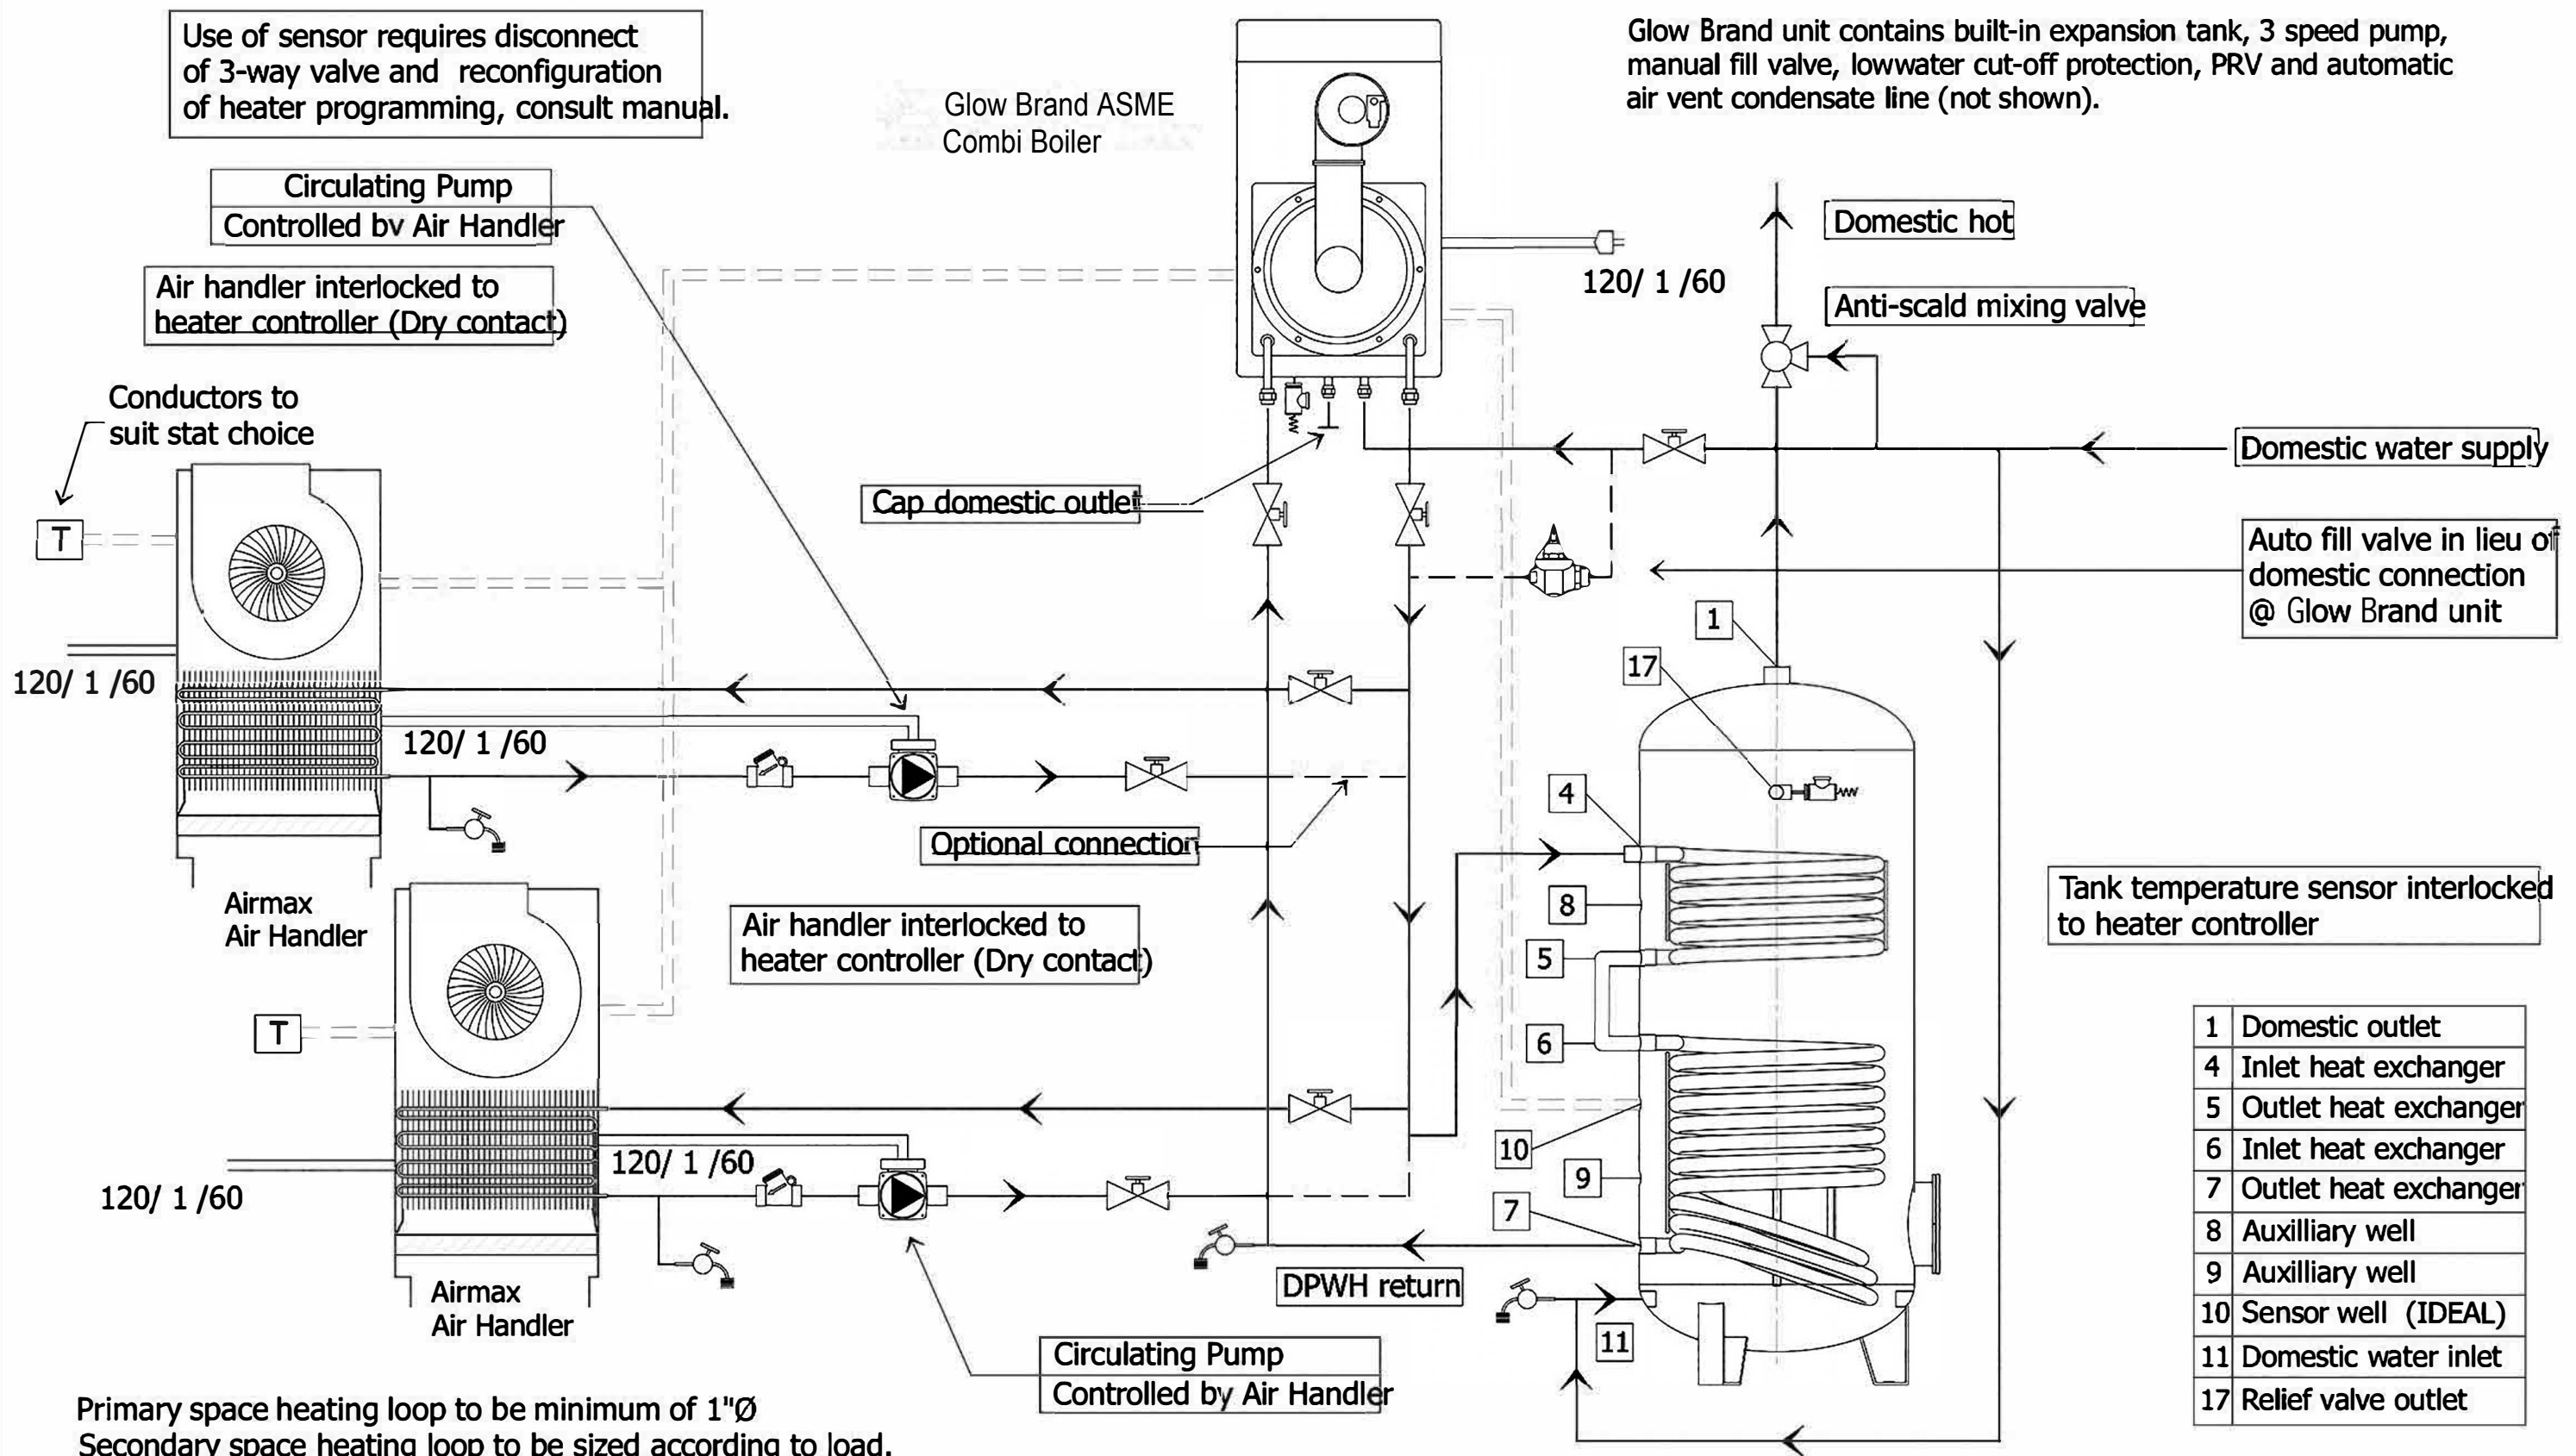 Use of sensor requires disconnect
of 3-way valve and reconfiguration
of heater programming, consult manual.
Glow Brand ASME
Combi Boiler
Glow Brand unit contains built-in expansion tank, 3 speed pump,
manual fill valve, lowwater cut-off protection, PRV and automatic
air vent condensate line (not shown).
Circulating Pump
Controlled by Air Handler
Air handler interlocked to
heater controller (Dry contact)
120/ 1 /60
Domestic hot
Anti-scald mixing valve
Conductors to
suit stat choice
T
Cap domestic outlet
Domestic water supply
Auto fill valve in lieu of
domestic connection
@ Glow Brand unit
120/ 1 /60
120/ 1 /60
1
17
4
8
5
6
10
9
7
11
Optional connection
Airmax
Air Handler
Air handler interlocked to
heater controller (Dry contact)
Tank temperature sensor interlocked
to heater controller
T
120/ 1 /60
120/ 1 /60
DPWH return
Airmax
Air Handler
Circulating Pump
Controlled by Air Handler
1 Domestic outlet
4 Inlet heat exchanger
5 Outlet heat exchanger
6 Inlet heat exchanger
7 Outlet heat exchanger
8 Auxilliary well
9 Auxilliary well
10 Sensor well (IDEAL)
11 Domestic water inlet
17 Relief valve outlet
Primary space heating loop to be minimum of 1"Ø
Secondary space heating loop to be sized according to load.